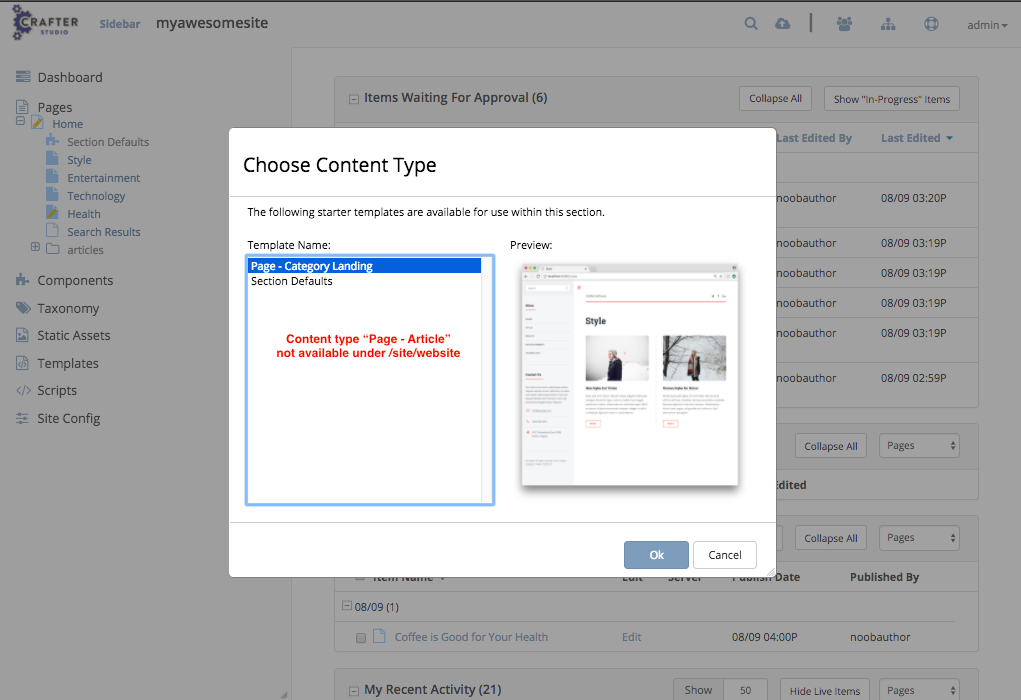 CRAFTER
STUDIO
Sidebar
myawesomesite
admin
Dashboard
Pages
Home
Section Defaults
Style
Entertainment
Technology
Health
Search Results
articles
Components
Taxonomy
Static Assets
Templates
Scripts
Site Config
Items Waiting For Approval (6)
Collapse All
Show "In-Progress" Items
Last Edited By
Last Edited
noobauthor 08/09 03:20P
noobauthor 08/09 03:19P
noobauthor 08/09 03:19P
noobauthor 08/09 03:19P
noobauthor 08/09 03:19P
noobauthor 08/09 02:59P
Choose Content Type
The following starter templates are available for use within this section.
Template Name:
Preview:
Page - Category Landing
Section Defaults
Content type “Page - Article”
not available under /site/website
Style
Ok
Cancel
Collapse All
Pages
Edited
Collapse All
Pages
Item Name Edit Server Publish Date Published By
08/09 (1)
Coffee is Good for Your Health Edit 08/09 04:00P noobauthor
My Recent Activity (21)
Show 50
Hide Live Items
Pages